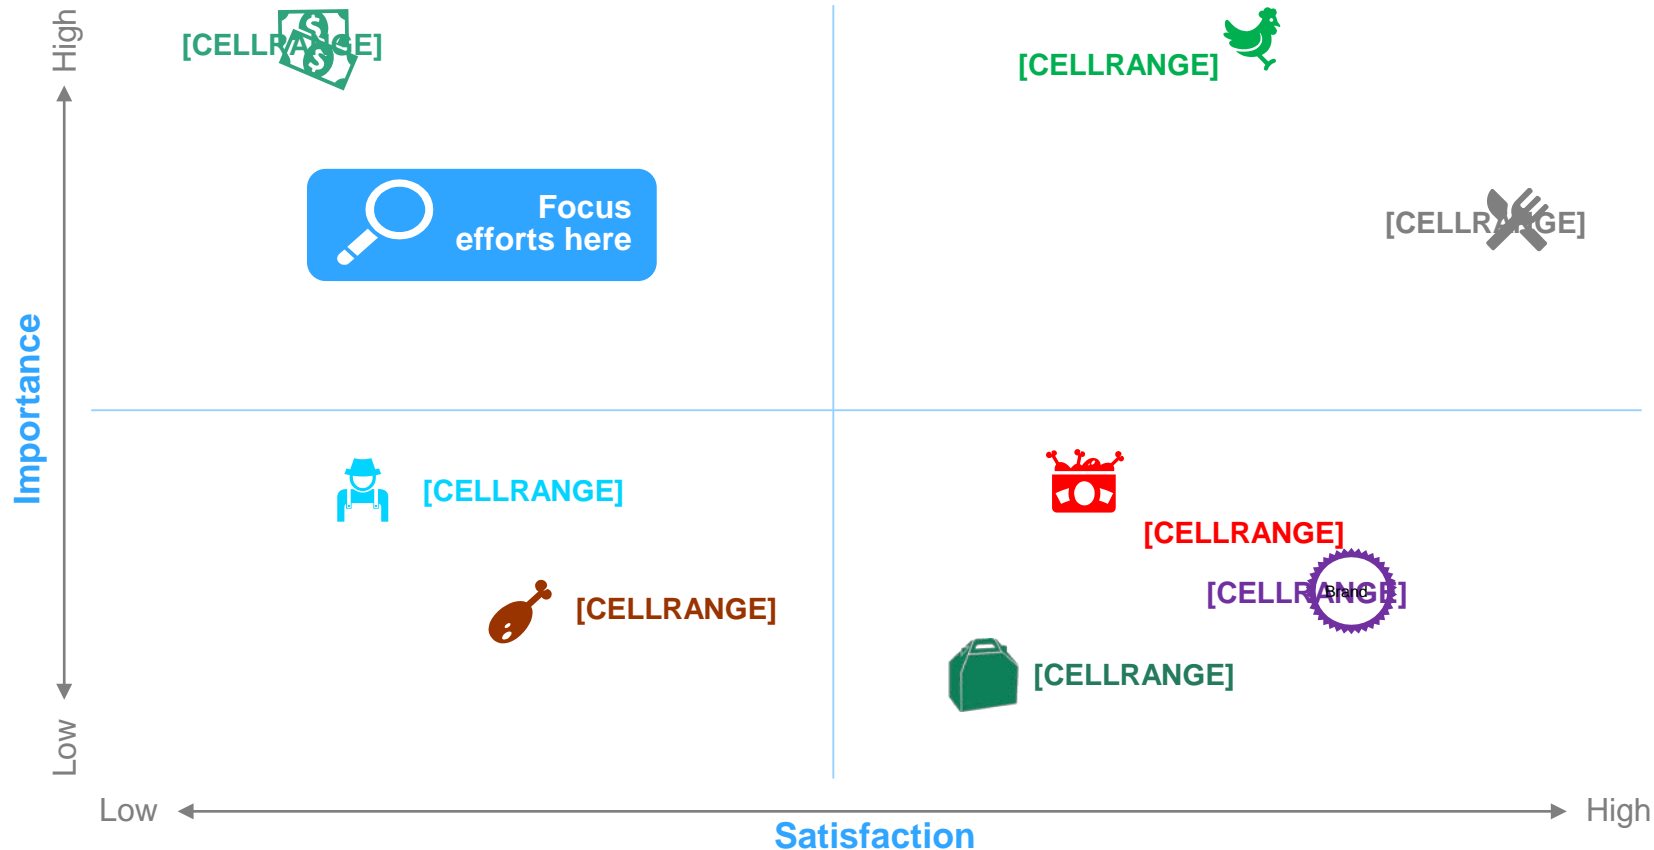 High
[CELLRANGE]
[CELLRANGE]
Focus
efforts here
[CELLRANGE]
Importance
[CELLRANGE]
[CELLRANGE]
[CELLRANGE]
Brand
[CELLRANGE]
[CELLRANGE]
Low
Low
High
Satisfaction